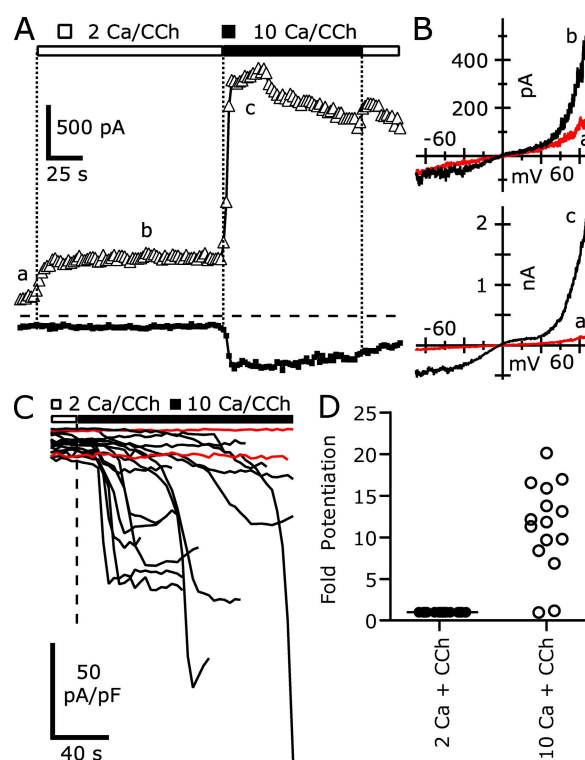 A
2 Ca/CCh 10 Ca/CCh
500 pA
25 s
a
b
c
B
b
400
200
pA
-60
mV 60
a
c
2
1
nA
-60
mV 60
a
C
2 Ca/CCh 10 Ca/CCh
50
pA/pF
40 s
D
25
20
15
10
5
0
Fold Potentiation
2 Ca + CCh
10 Ca + CCh